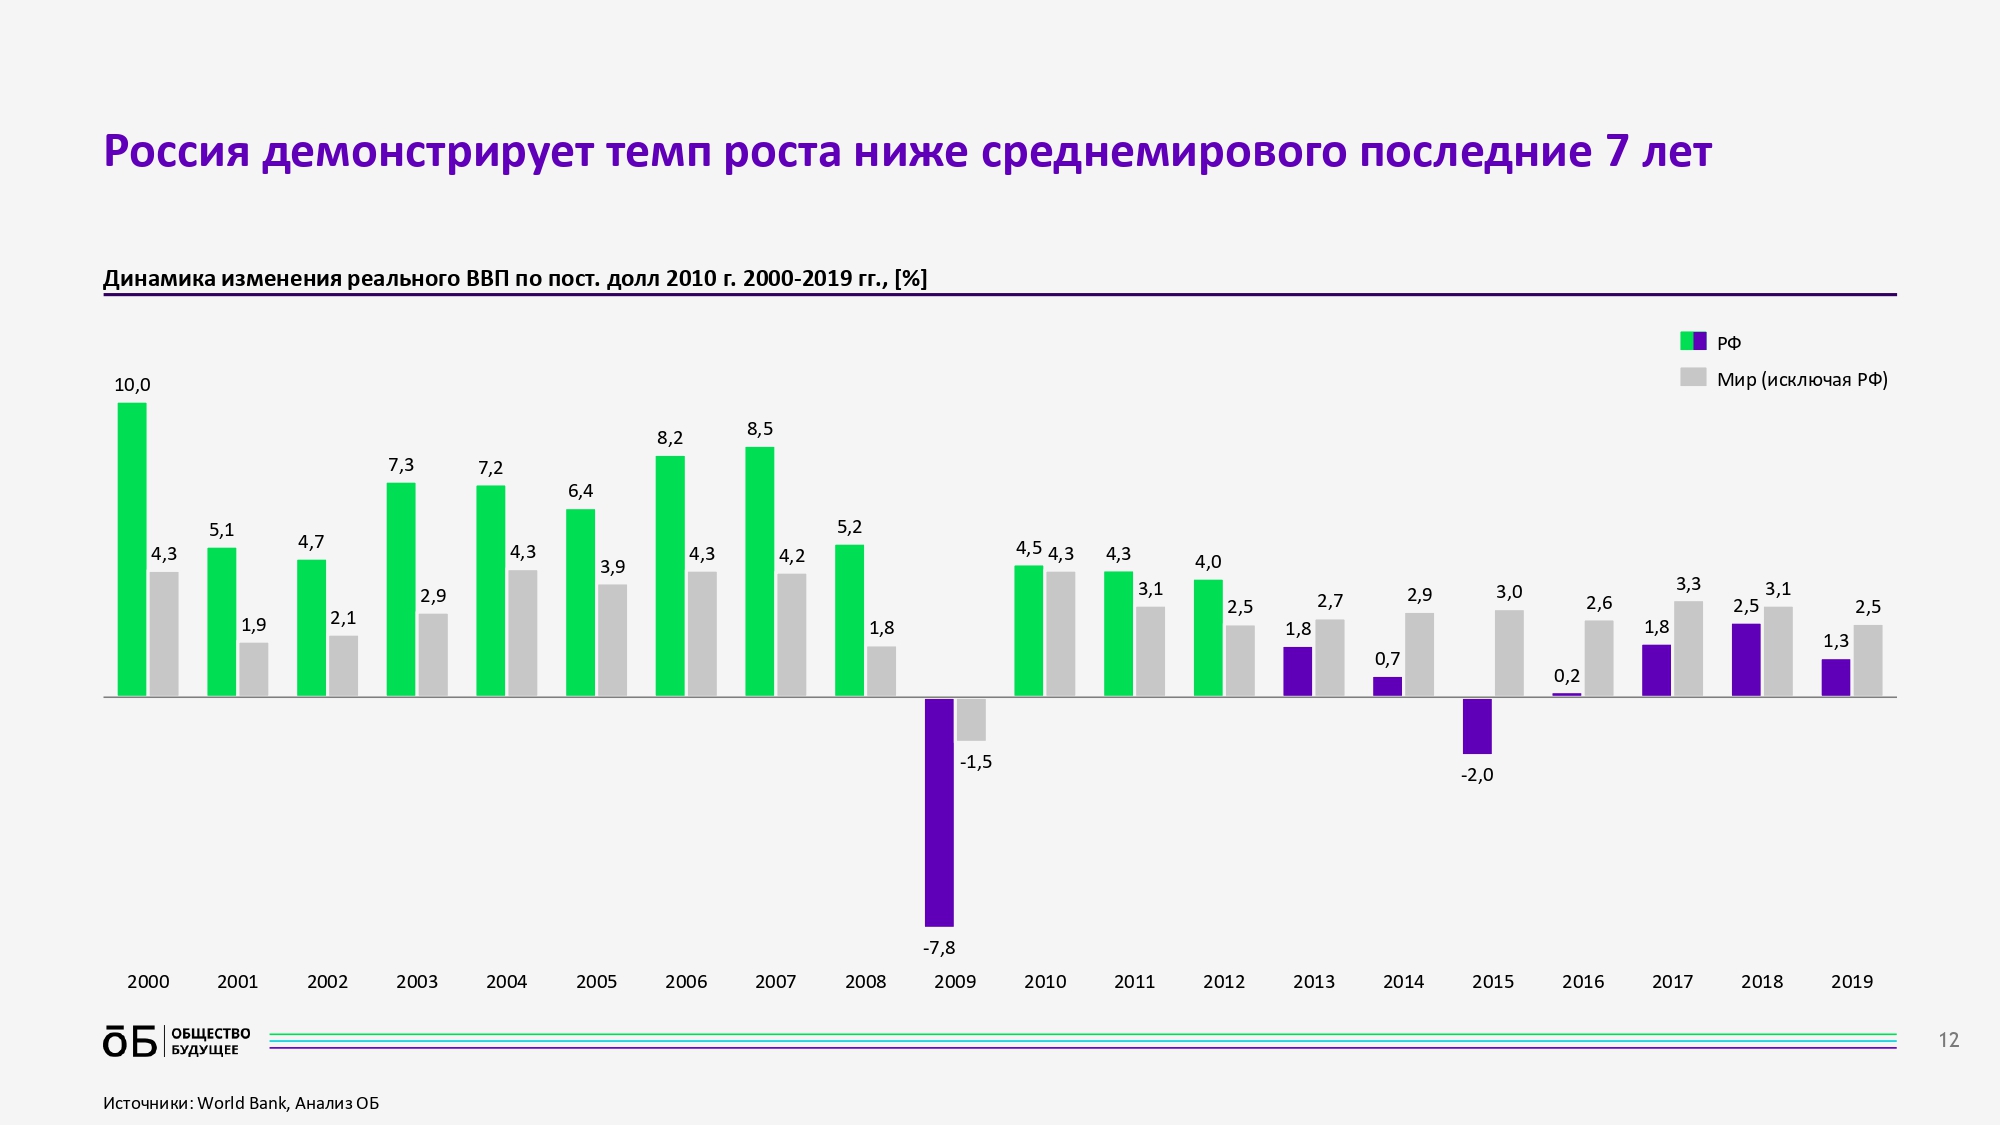 Россия демонстрирует темп роста ниже среднемирового последние 7 лет
Динамика изменения реального ВВП по пост. долл 2010 г. 2000-2019 гг., [%]
РФ
Мир (исключая РФ)
10,0 4,3
5,1 1,9
4,7 2,1
7,3 2,9
7,2 4,3
6,4 3,9
8,2 4,3
8,5 4,2
5,2 1,8
-7,8 -1,5
4,5 4,3
4,3 3,1
4,0 2,5
1,8 2,7
0,7 2,9
-2,0 3,0
0,2 2,6
1,8 3,3
2,5 3,1
1,3 2,5
2000 2001 2002 2003 2004 2005 2006 2007 2008 2009 2010 2011 2012 2013 2014 2015 2016 2017 2018 2019
ōБ ОБЩЕСТВО
БУДУЩЕЕ
12
Источники: World Bank, Анализ ОБ